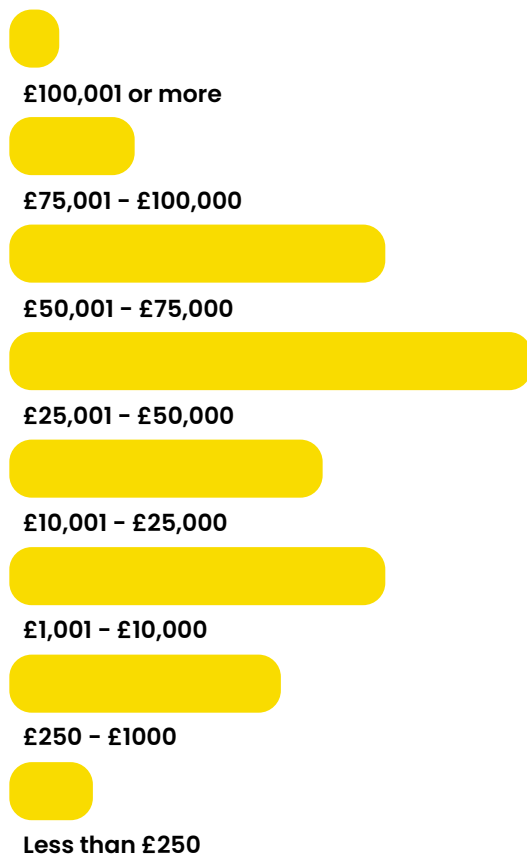 £100,001 or more
£75,001 - £100,000
£50,001 - £75,000
£25,001 - £50,000
£10,001 - £25,000
£1,001 - £10,000
£250 - £1000
Less than £250